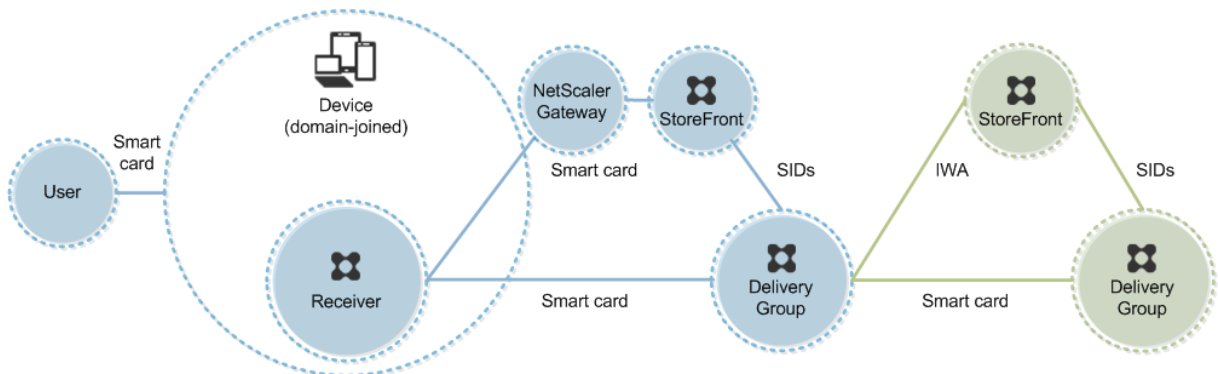 User
Smart
card
Device
(domain-joined)
Receiver
NetScaler
Gateway
StoreFront
Smart card
SIDs
Smart card
Delivery
Group
IWA
StoreFront
SIDs
Smart card
Delivery
Group